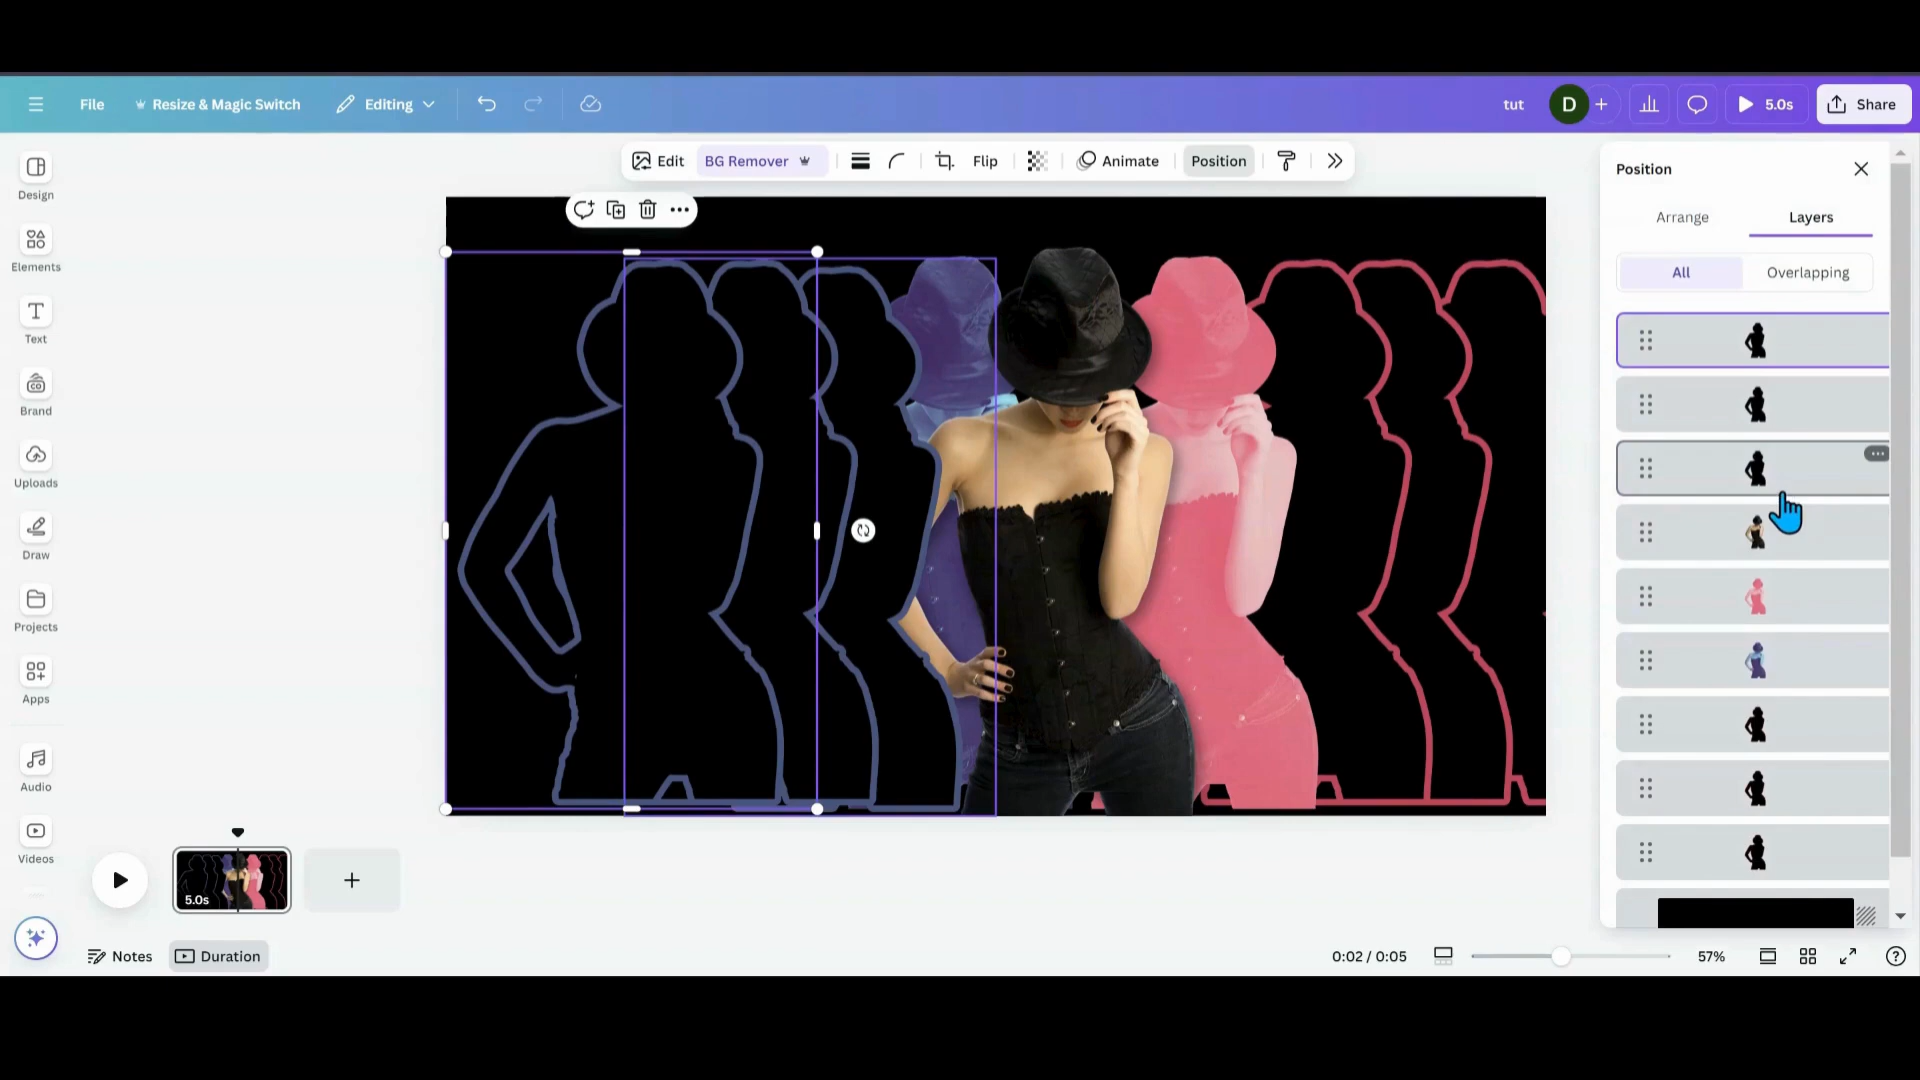 File
Resize & Magic Switch
Editing
tut
D
5.0s
Share
Design
Elements
Text
Brand
Uploads
Draw
Projects
Apps
Audio
Videos
Edit
BG Remover
Flip
Animate
Position
Position
Arrange
Layers
All
Overlapping
5.0s
Notes
Duration
0:02 / 0:05
57%